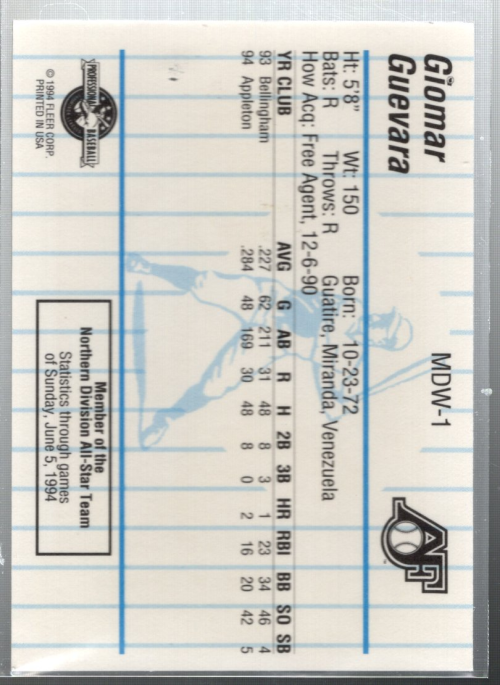 Giomar
Guevara
MDW-1
AF
Ht: 5'8" Wt: 150 Born: 10-23-72
Bats: R Throws: R Guatire, Miranda, Venezuela
How Acq: Free Agent, 12-6-90
YR CLUB AVG G AB R H 2B 3B HR RBI BB SO SB
93 Bellingham .227 62 211 31 48 8 3 1 23 34 46 4
94 Appleton .284 48 169 30 48 8 0 2 16 20 42 5
PROFESSIONAL BASEBALL
© 1994 FLEER CORP.
PRINTED IN USA
Member of the
Northern Division All-Star Team
Statistics through games
of Sunday, June 5, 1994